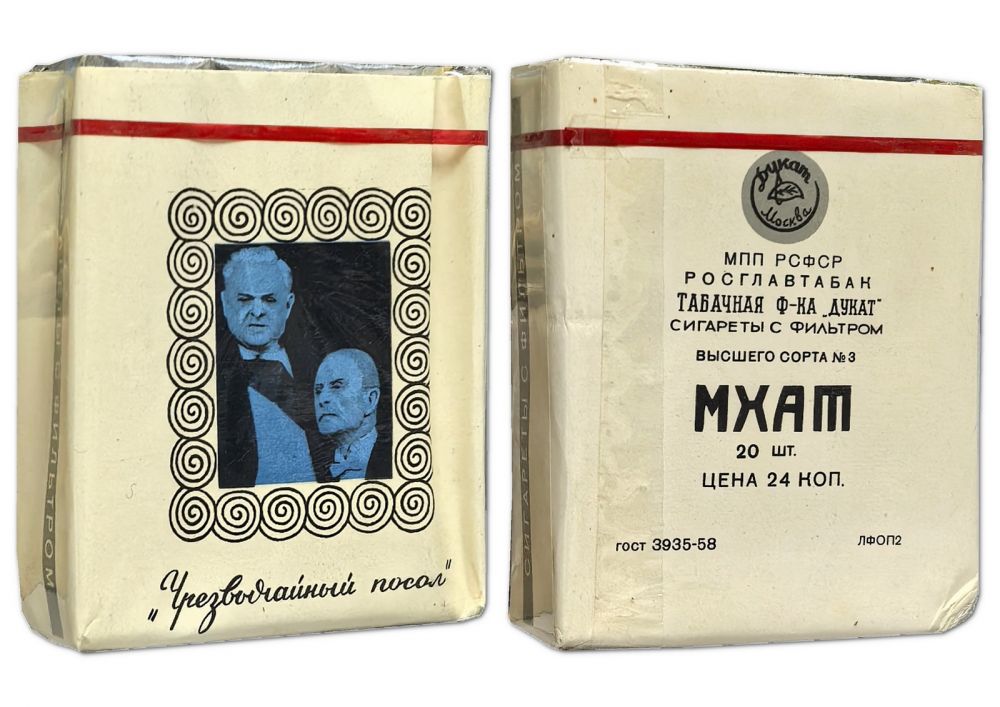 СИГАРЕТЫ С ФИЛЬТРОМ
„Чрезвычайный посол"
СИГАРЕТЫ С ФИЛЬТРОМ
Дукат
Москва
МПП РСФСР
РОСГЛАВТАБАК
ТАБАЧНАЯ Ф-КА „ДУКАТ"
СИГАРЕТЫ С ФИЛЬТРОМ
ВЫСШЕГО СОРТА №3
МХАТ
20 ШТ.
ЦЕНА 24 КОП.
ГОСТ 3935-58
ЛФОП2